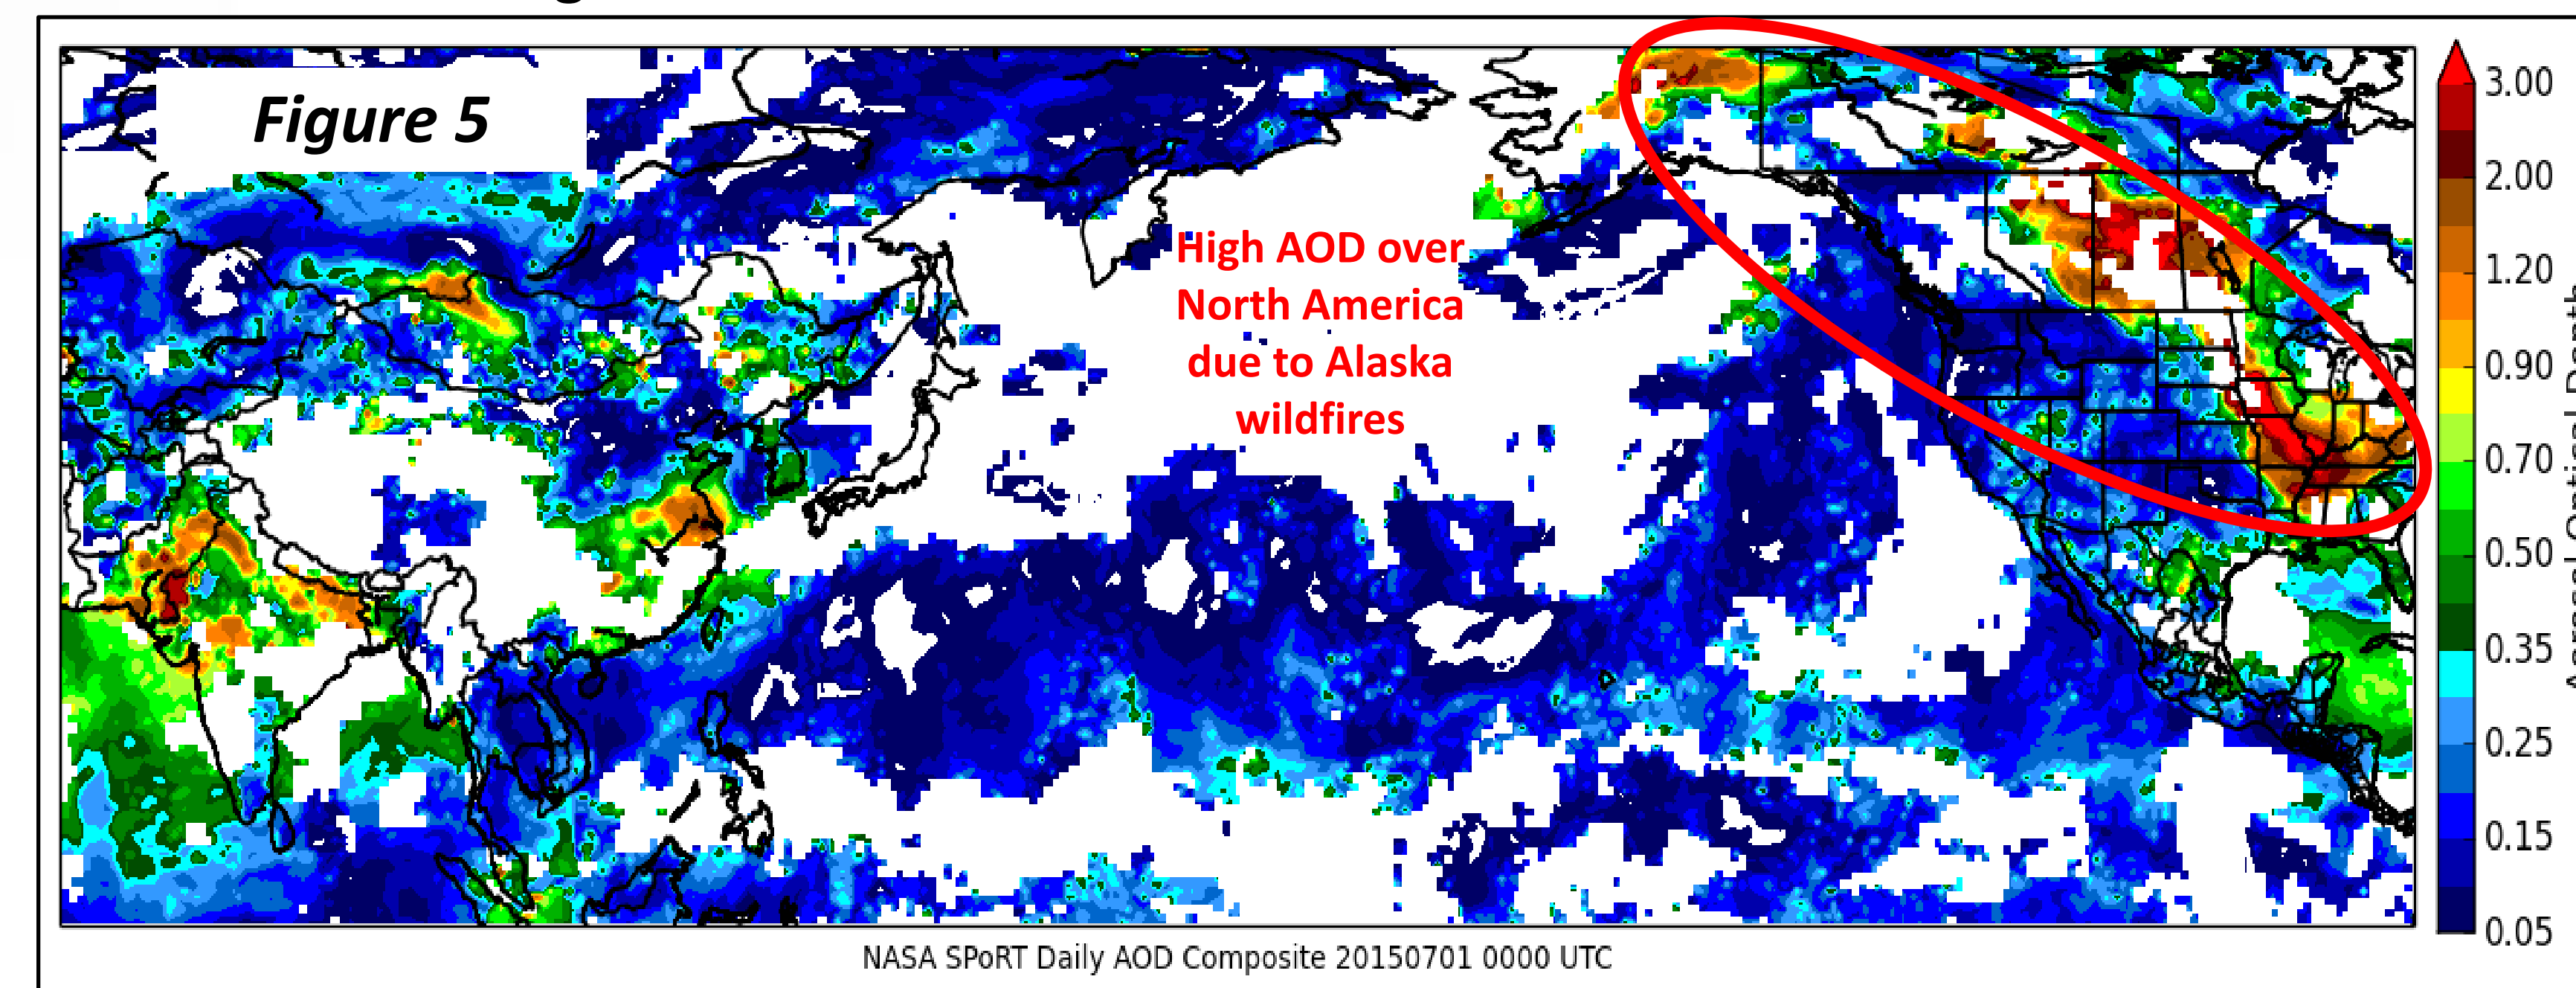 Figure 5
High AOD over
North America
due to Alaska
wildfires
3.00
2.00
1.20
0.90
0.70
0.50
0.35
0.25
0.15
0.05
NASA SPoRT Daily AOD Composite 20150701 0000 UTC